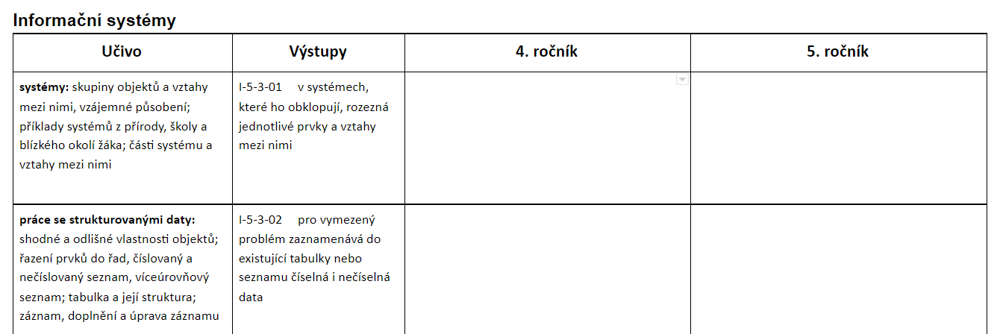 Informační systémy
Učivo
Výstupy
4. ročník
5. ročník
systémy: skupiny objektů a vztahy
mezi nimi, vzájemné působení;
příklady systémů z přírody, školy a
blízkého okolí žáka; části systému a
vztahy mezi nimi
I-5-3-01 v systémech,
které ho obklopují, rozezná
jednotlivé prvky a vztahy
mezi nimi
práce se strukturovanými daty:
shodné a odlišné vlastnosti objektů;
řazení prvků do řad, číslovaný a
nečíslovaný seznam, víceúrovňový
seznam; tabulka a její struktura;
záznam, doplnění a úprava záznamu
I-5-3-02 pro vymezený
problém zaznamenává do
existující tabulky nebo
seznamu číselná i nečíselná
data